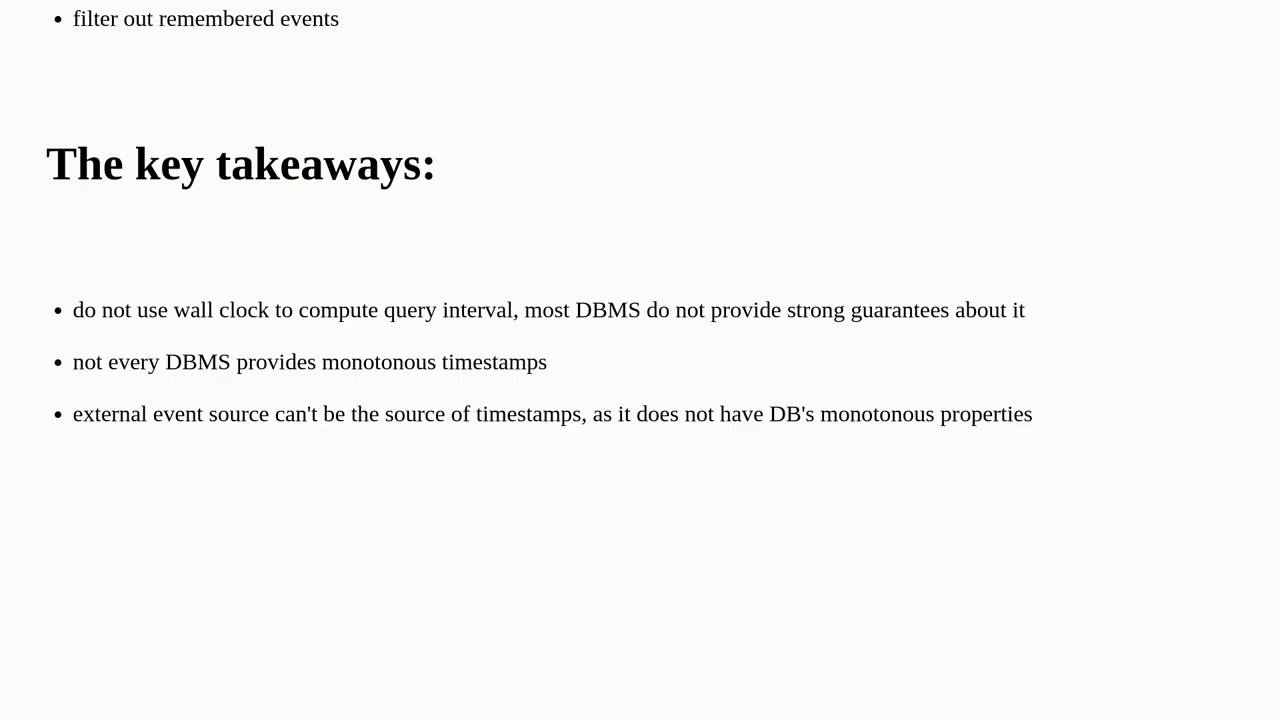 • filter out remembered events
The key takeaways:
• do not use wall clock to compute query interval, most DBMS do not provide strong guarantees about it
• not every DBMS provides monotonous timestamps
• external event source can't be the source of timestamps, as it does not have DB's monotonous properties